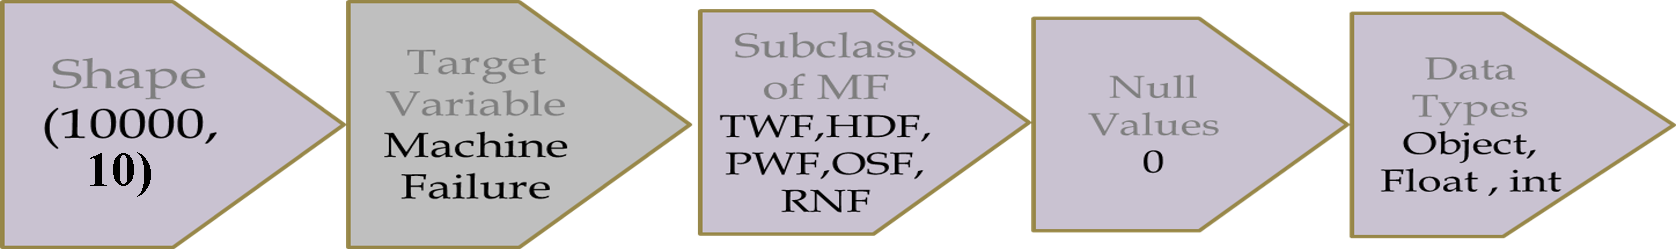 Shape
(10000,
10)
Target
Variable
Machine
Failure
Subclass
of MF
TWF,HDF,
PWF,OSF,
RNF
Null
Values
0
Data
Types
Object,
Float , int